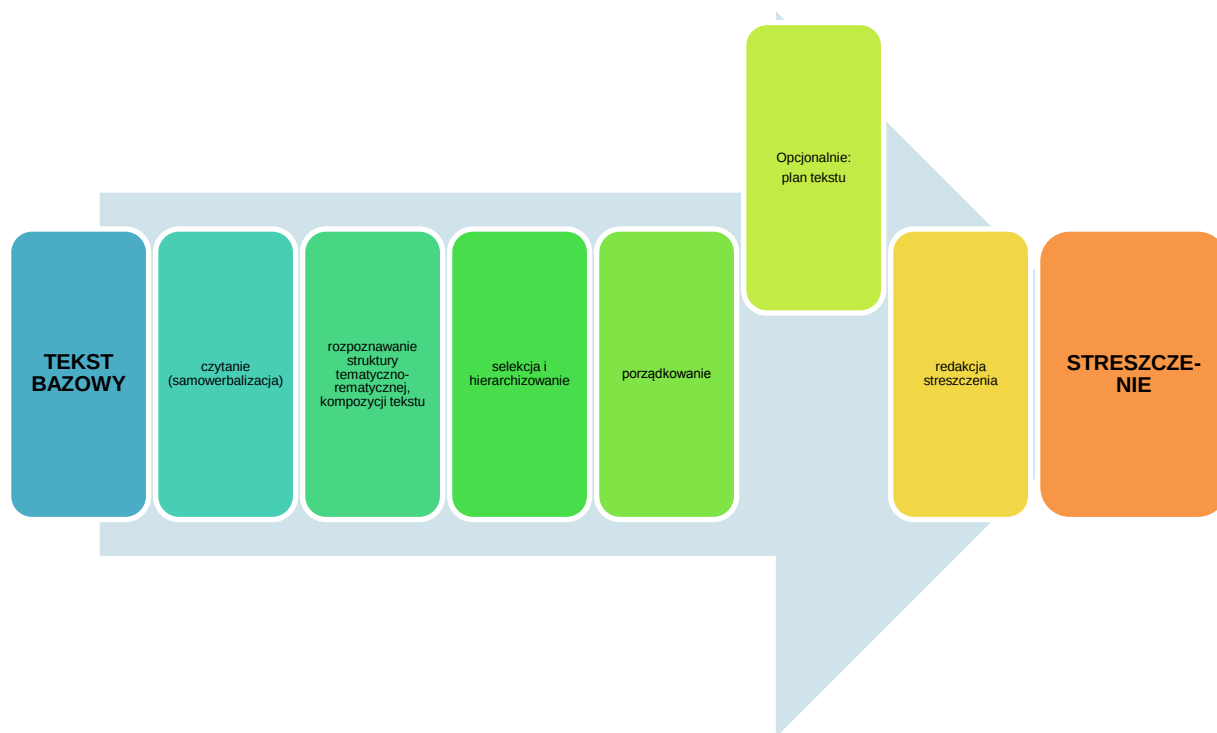 TEKST
BAZOWY
czytanie
(samowerbalizacja)
rozpoznawanie
struktury
tematyczno-
rematycznej,
kompozycji tekstu
selekcja i
hierarchizowanie
porządkowanie
Opcjonalnie:
plan tekstu
redakcja
streszczenia
STRESZCZE-
NIE